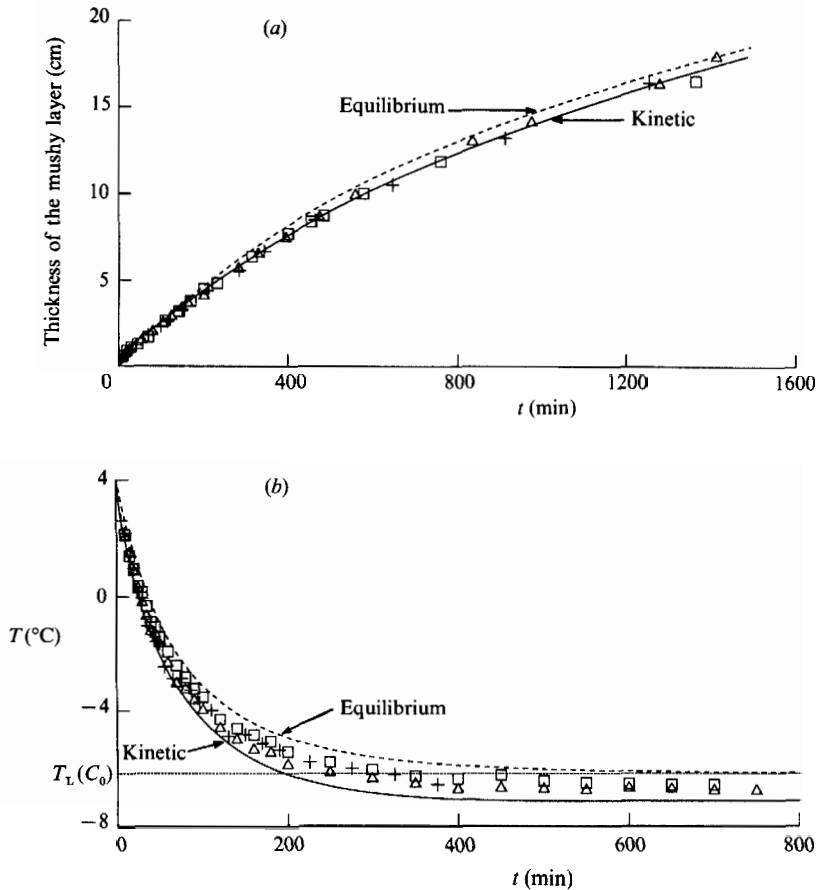 (a)
Thickness of the mushy layer (cm)
20
15
10
5
0
400
800
1200
1600
t (min)
Equilibrium
Kinetic
(b)
T (°C)
4
0
−4
T_L (C_0)
−8
0
200
400
600
800
t (min)
Equilibrium
Kinetic